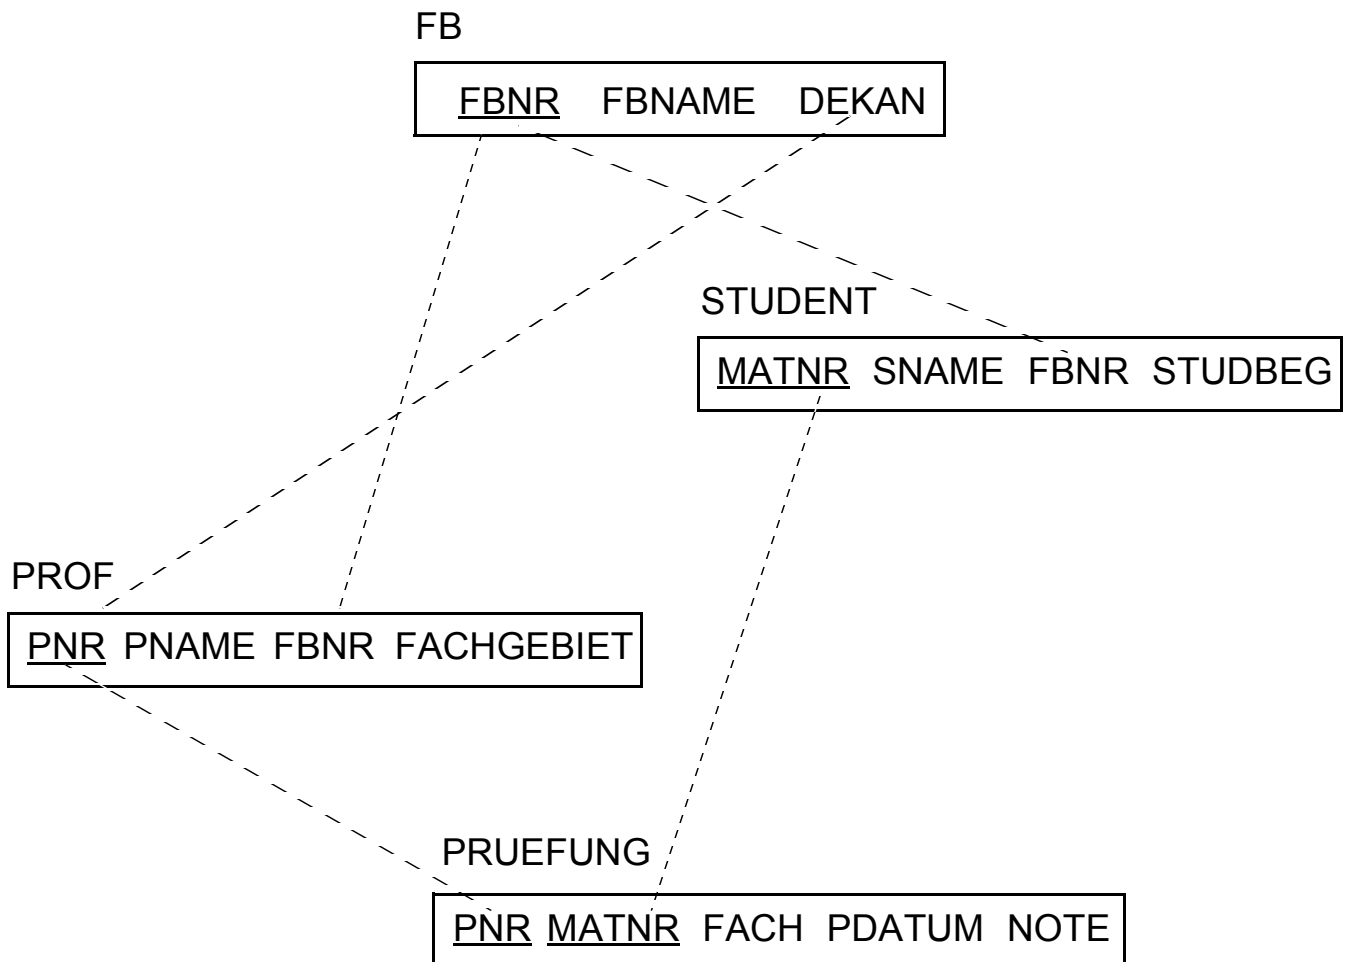 FB
FBNR FBNAME DEKAN
STUDENT
MATNR SNAME FBNR STUDBEG
PROF
PNR PNAME FBNR FACHGEBIET
PRUEFUNG
PNR MATNR FACH PDATUM NOTE